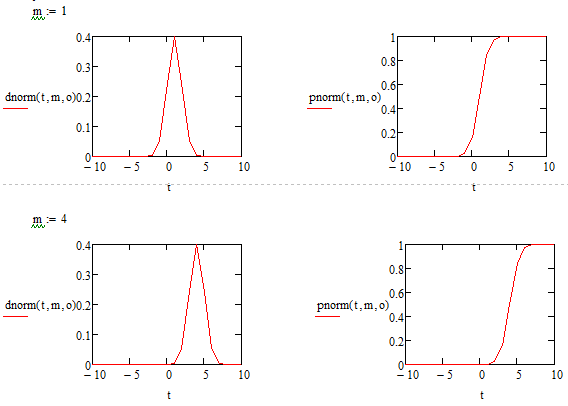 m := 1
0.4
0.3
dnorm(t, m, o) 0.2
0.1
0
−10 −5 0 5 10
t
1
0.8
pnorm(t, m, o) 0.6
0.4
0.2
0
−10 −5 0 5 10
t
m := 4
0.4
0.3
dnorm(t, m, o) 0.2
0.1
0
−10 −5 0 5 10
t
1
0.8
pnorm(t, m, o) 0.6
0.4
0.2
0
−10 −5 0 5 10
t